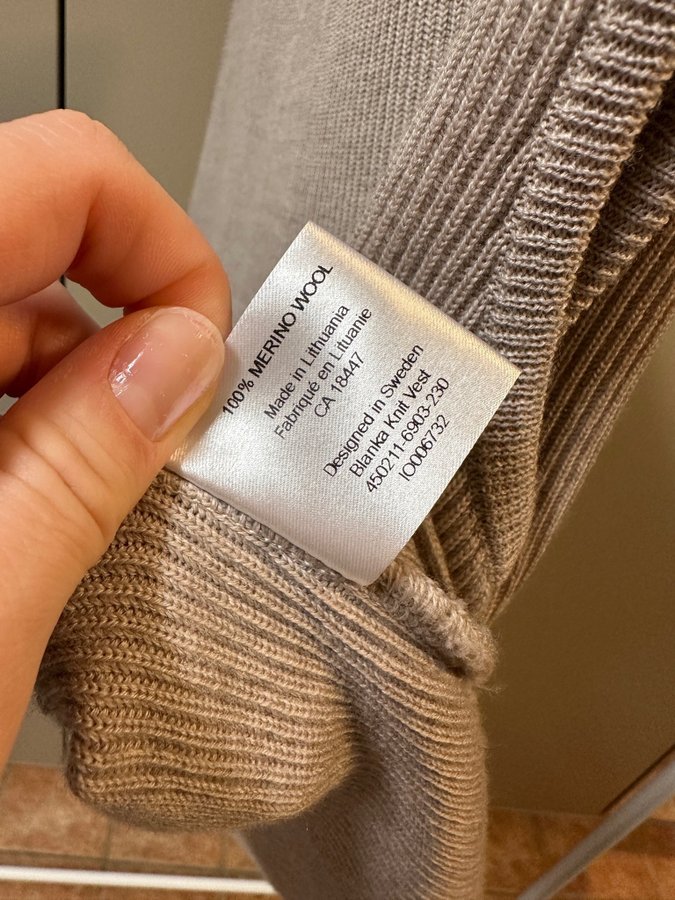 100% MERINO WOOL
Made in Lithuania
Fabriqué en Lituanie
CA 18447
Designed in Sweden
Blanka Knit Vest
450211-6903-230
IO006732